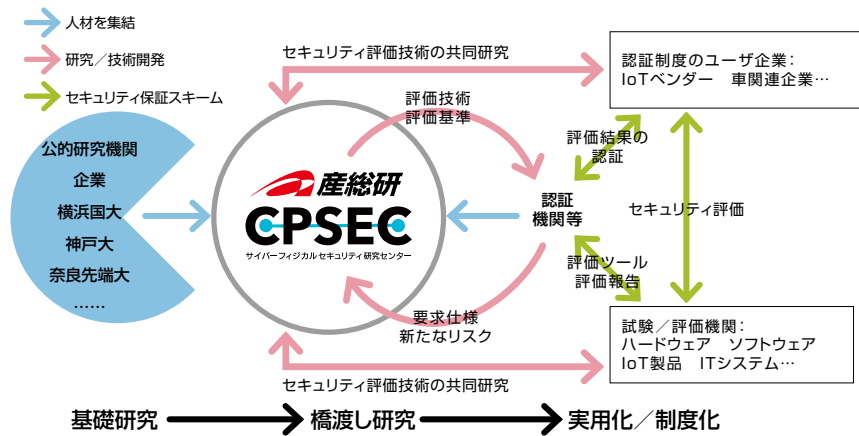 人材を集結
研究／技術開発
セキュリティ保証スキーム
セキュリティ評価技術の共同研究
認証制度のユーザ企業：
IoTベンダー　車関連企業…
公的研究機関
企業
横浜国大
神戸大
奈良先端大
……
産総研
CPSEC
サイバーフィジカルセキュリティ研究センター
評価技術
評価基準
認証
機関等
評価結果の
認証
セキュリティ評価
評価ツール
評価報告
要求仕様
新たなリスク
試験／評価機関：
ハードウェア　ソフトウェア
IoT製品　ITシステム…
セキュリティ評価技術の共同研究
基礎研究
橋渡し研究
実用化／制度化